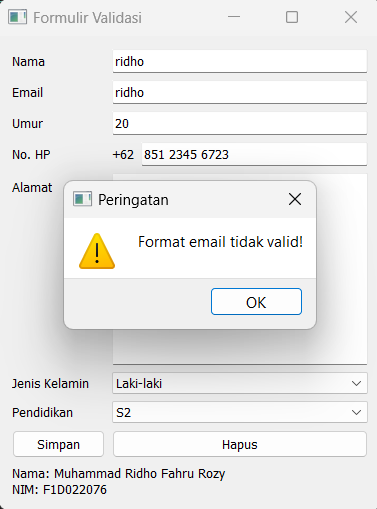 Formulir Validasi
Nama ridho
Email ridho
Umur 20
No. HP +62 851 2345 6723
Alamat
Peringatan
Format email tidak valid!
OK
Jenis Kelamin Laki-laki
Pendidikan S2
Simpan Hapus
Nama: Muhammad Ridho Fahru Rozy
NIM: F1D022076